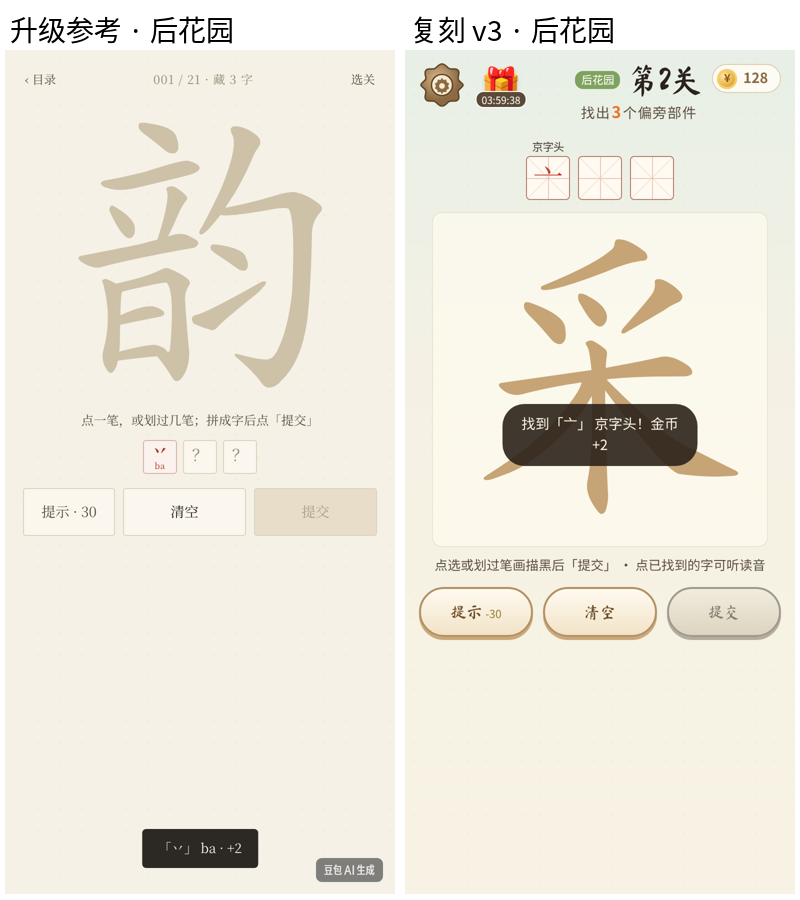 升级参考 · 后花园
‹ 目录
001 / 21 · 藏 3 字
选关
韵
点一笔，或划过几笔；拼成字后点「提交」
丷
ba
?
?
提示 · 30
清空
提交
「丷」 ba · +2
豆包 AI 生成
复刻 v3 · 后花园
03:59:38
后花园
第2关
¥ 128
找出3个偏旁部件
京字头
亠
采
找到「亠」 京字头！金币
+2
点选或划过笔画描黑后「提交」 · 点已找到的字可听读音
提示 -30
清空
提交